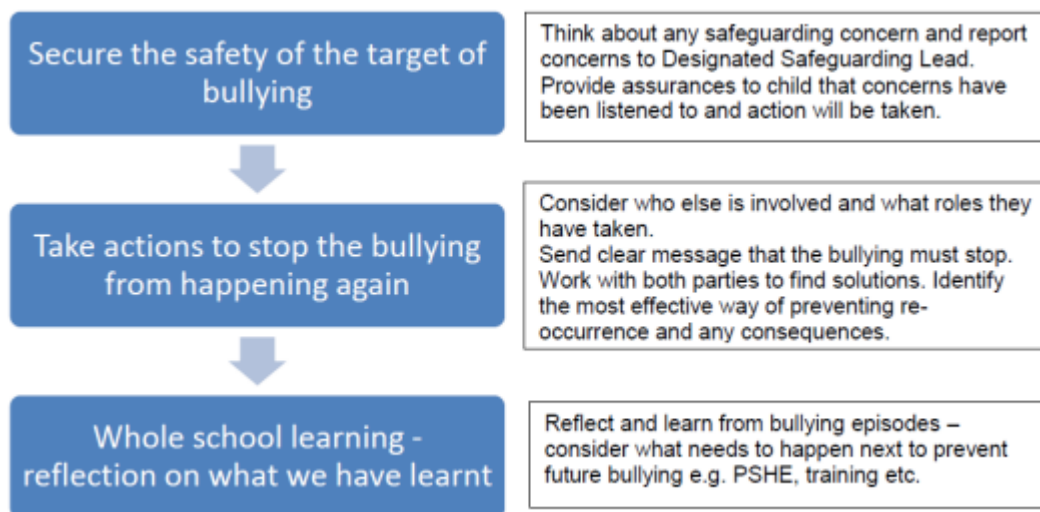 Secure the safety of the target of
bullying
Think about any safeguarding concern and report
concerns to Designated Safeguarding Lead.
Provide assurances to child that concerns have
been listened to and action will be taken.
Take actions to stop the bullying
from happening again
Consider who else is involved and what roles they
have taken.
Send clear message that the bullying must stop.
Work with both parties to find solutions. Identify
the most effective way of preventing re-
occurrence and any consequences.
Whole school learning -
reflection on what we have learnt
Reflect and learn from bullying episodes –
consider what needs to happen next to prevent
future bullying e.g. PSHE, training etc.